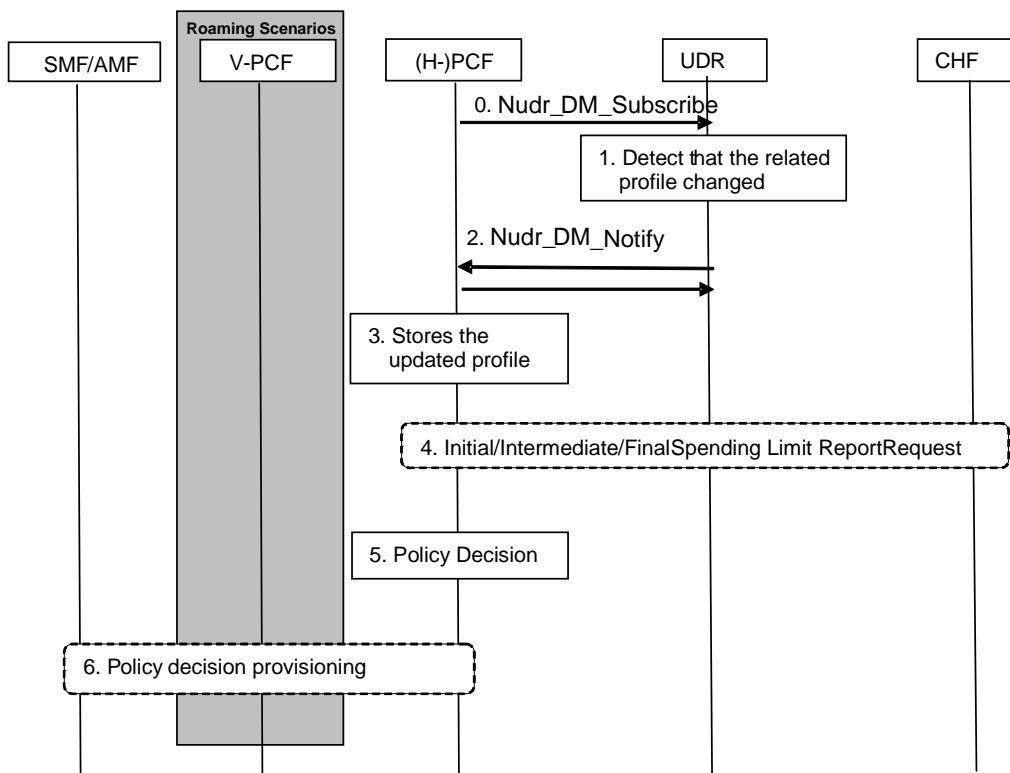 Roaming Scenarios
SMF/AMF
V-PCF
(H-)PCF
UDR
CHF
0. Nudr_DM_Subscribe
1. Detect that the related
profile changed
2. Nudr_DM_Notify
3. Stores the
updated profile
4. Initial/Intermediate/FinalSpending Limit ReportRequest
5. Policy Decision
6. Policy decision provisioning